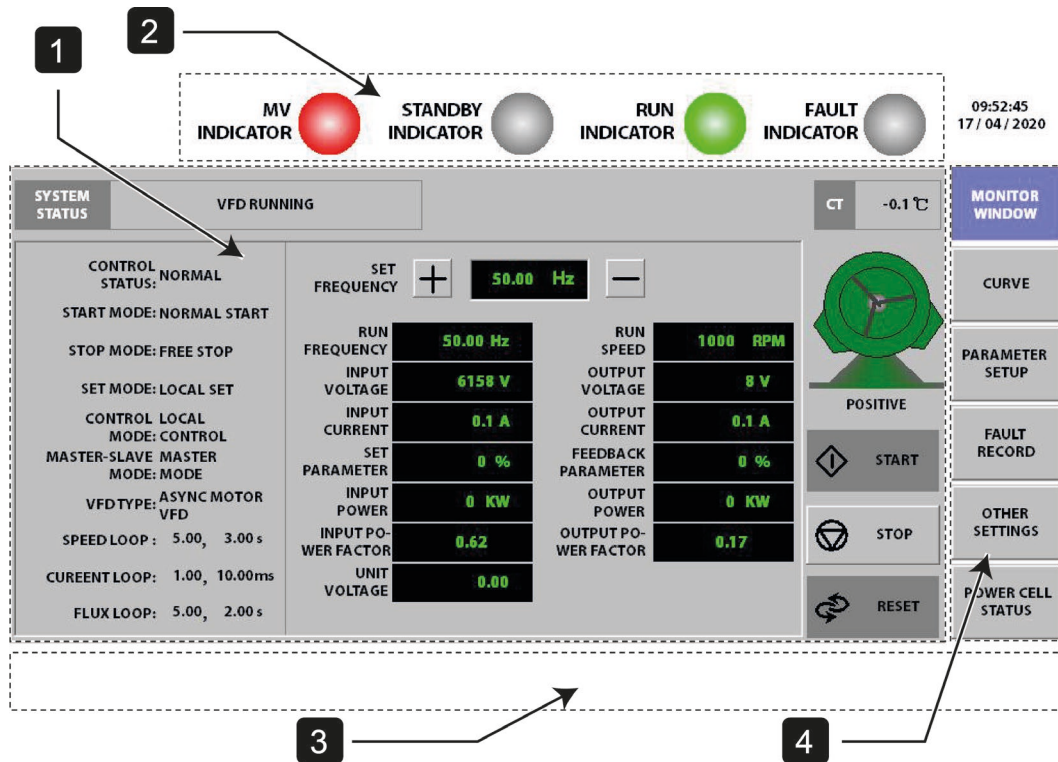 1
2
MV
INDICATOR
STANDBY
INDICATOR
RUN
INDICATOR
FAULT
INDICATOR
09:52:45
17 / 04 / 2020
SYSTEM
STATUS
VFD RUNNING
CT
-0.1 ℃
CONTROL
STATUS: NORMAL
START MODE: NORMAL START
STOP MODE: FREE STOP
SET MODE: LOCAL SET
CONTROL LOCAL
MODE: CONTROL
MASTER-SLAVE MASTER
MODE: MODE
VFD TYPE: ASYNC MOTOR
VFD
SPEED LOOP : 5.00, 3.00 s
CUREENT LOOP: 1.00, 10.00ms
FLUX LOOP: 5.00, 2.00 s
SET
FREQUENCY
+
50.00 Hz
−
RUN
FREQUENCY
50.00 Hz
RUN
SPEED
1000 RPM
INPUT
VOLTAGE
6158 V
OUTPUT
VOLTAGE
8 V
INPUT
CURRENT
0.1 A
OUTPUT
CURRENT
0.1 A
SET
PARAMETER
0 %
FEEDBACK
PARAMETER
0 %
INPUT
POWER
0 KW
OUTPUT
POWER
0 KW
INPUT PO-
WER FACTOR
0.62
OUTPUT PO-
WER FACTOR
0.17
UNIT
VOLTAGE
0.00
POSITIVE
START
STOP
RESET
MONITOR
WINDOW
CURVE
PARAMETER
SETUP
FAULT
RECORD
OTHER
SETTINGS
POWER CELL
STATUS
3
4